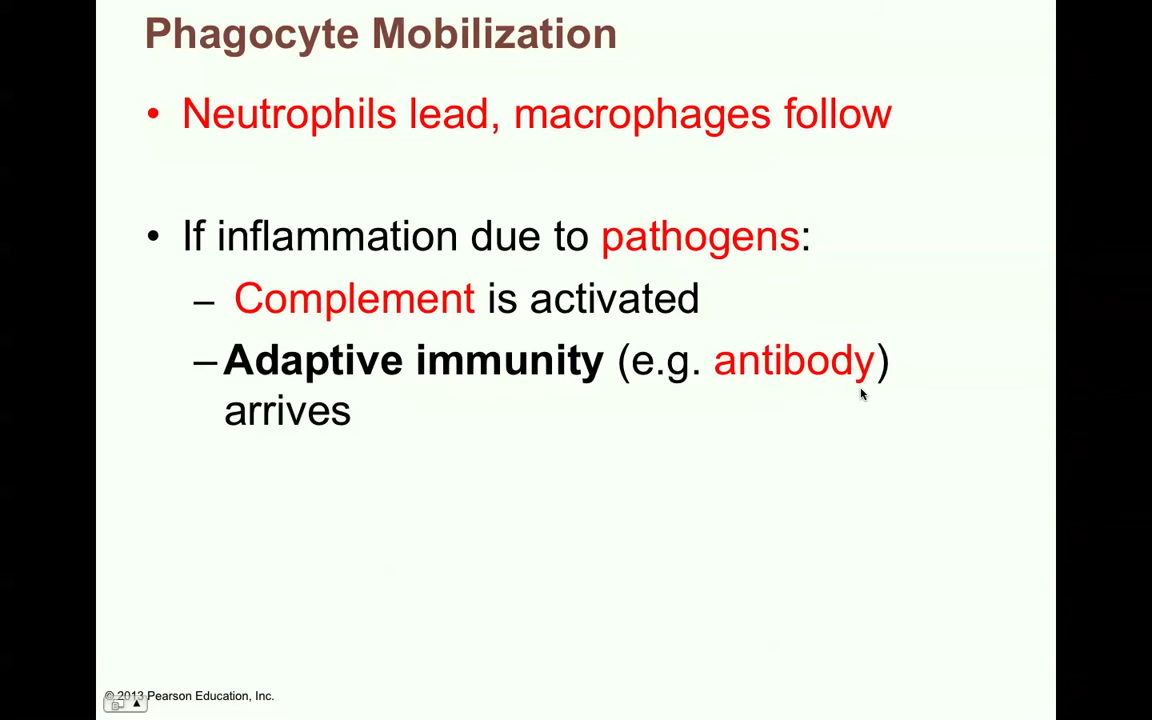 Phagocyte Mobilization
• Neutrophils lead, macrophages follow
• If inflammation due to pathogens:
– Complement is activated
– Adaptive immunity (e.g. antibody)
arrives
© 2013 Pearson Education, Inc.